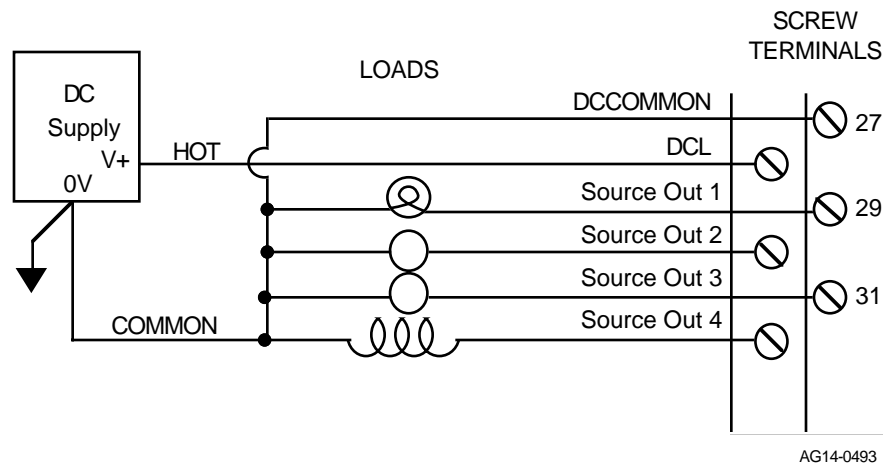 SCREW
TERMINALS
LOADS
DC
Supply
V+
0V
HOT
COMMON
DCCOMMON
27
DCL
Source Out 1
29
Source Out 2
Source Out 3
31
Source Out 4
AG14-0493